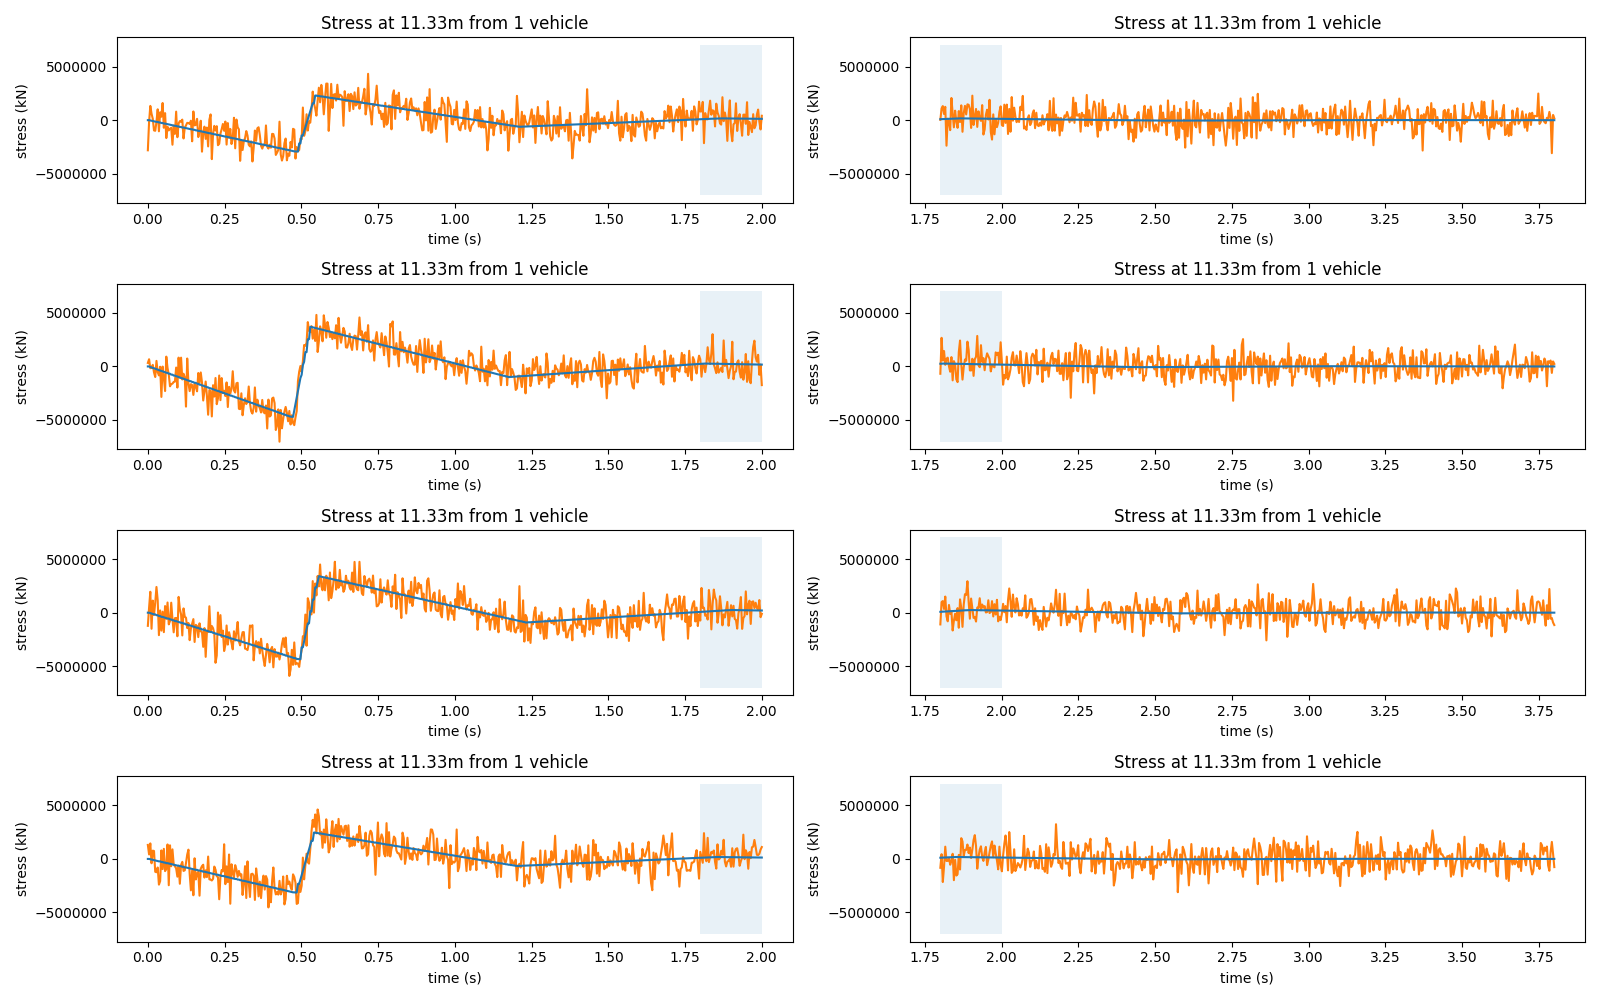 Stress at 11.33m from 1 vehicle
stress (kN)
5000000
0
−5000000
0.00 0.25 0.50 0.75 1.00 1.25 1.50 1.75 2.00
time (s)
Stress at 11.33m from 1 vehicle
stress (kN)
5000000
0
−5000000
1.75 2.00 2.25 2.50 2.75 3.00 3.25 3.50 3.75
time (s)
Stress at 11.33m from 1 vehicle
stress (kN)
5000000
0
−5000000
0.00 0.25 0.50 0.75 1.00 1.25 1.50 1.75 2.00
time (s)
Stress at 11.33m from 1 vehicle
stress (kN)
5000000
0
−5000000
1.75 2.00 2.25 2.50 2.75 3.00 3.25 3.50 3.75
time (s)
Stress at 11.33m from 1 vehicle
stress (kN)
5000000
0
−5000000
0.00 0.25 0.50 0.75 1.00 1.25 1.50 1.75 2.00
time (s)
Stress at 11.33m from 1 vehicle
stress (kN)
5000000
0
−5000000
1.75 2.00 2.25 2.50 2.75 3.00 3.25 3.50 3.75
time (s)
Stress at 11.33m from 1 vehicle
stress (kN)
5000000
0
−5000000
0.00 0.25 0.50 0.75 1.00 1.25 1.50 1.75 2.00
time (s)
Stress at 11.33m from 1 vehicle
stress (kN)
5000000
0
−5000000
1.75 2.00 2.25 2.50 2.75 3.00 3.25 3.50 3.75
time (s)